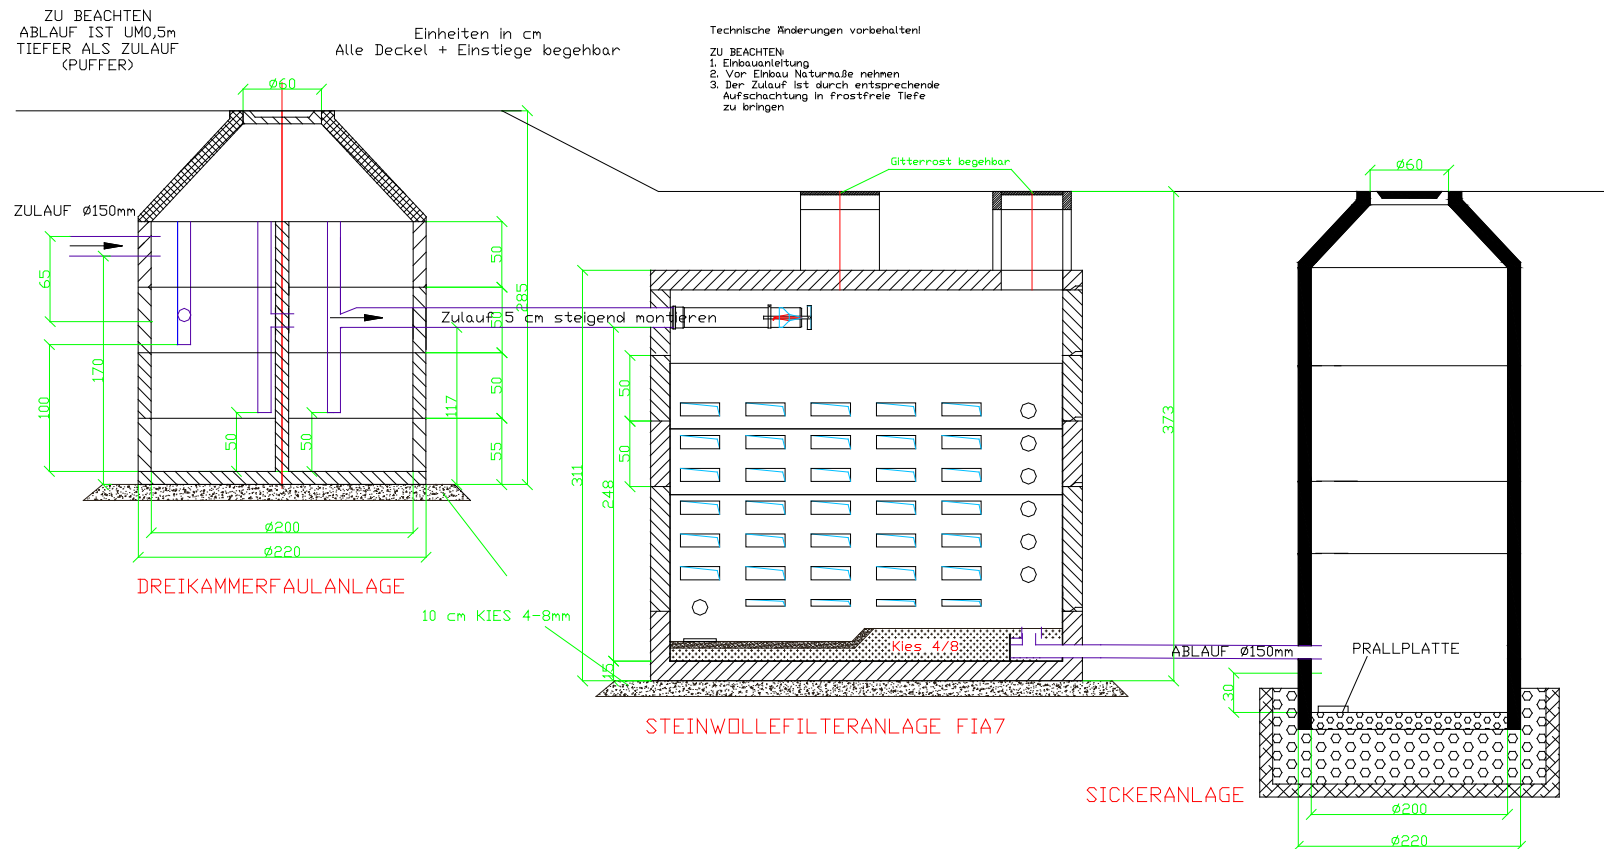 ZU BEACHTEN
ABLAUF IST UM0,5m
TIEFER ALS ZULAUF
(PUFFER)
Einheiten in cm
Alle Deckel + Einstiege begehbar
Technische Änderungen vorbehalten!
ZU BEACHTEN:
1. Einbauanleitung
2. Vor Einbau Naturmaße nehmen
3. Der Zulauf ist durch entsprechende
Aufschachtung in frostfreie Tiefe
zu bringen
Ø60
Gitterrost begehbar
Ø60
ZULAUF Ø150mm
65
170
100
50
50
50
285
50
50
55
117
Zulauf 5 cm steigend montieren
50
50
311
248
15
373
Ø200
Ø220
DREIKAMMERFAULANLAGE
10 cm KIES 4-8mm
Kies 4/8
ABLAUF Ø150mm
PRALLPLATTE
30
STEINWOLLEFILTERANLAGE FIA7
SICKERANLAGE
Ø200
Ø220